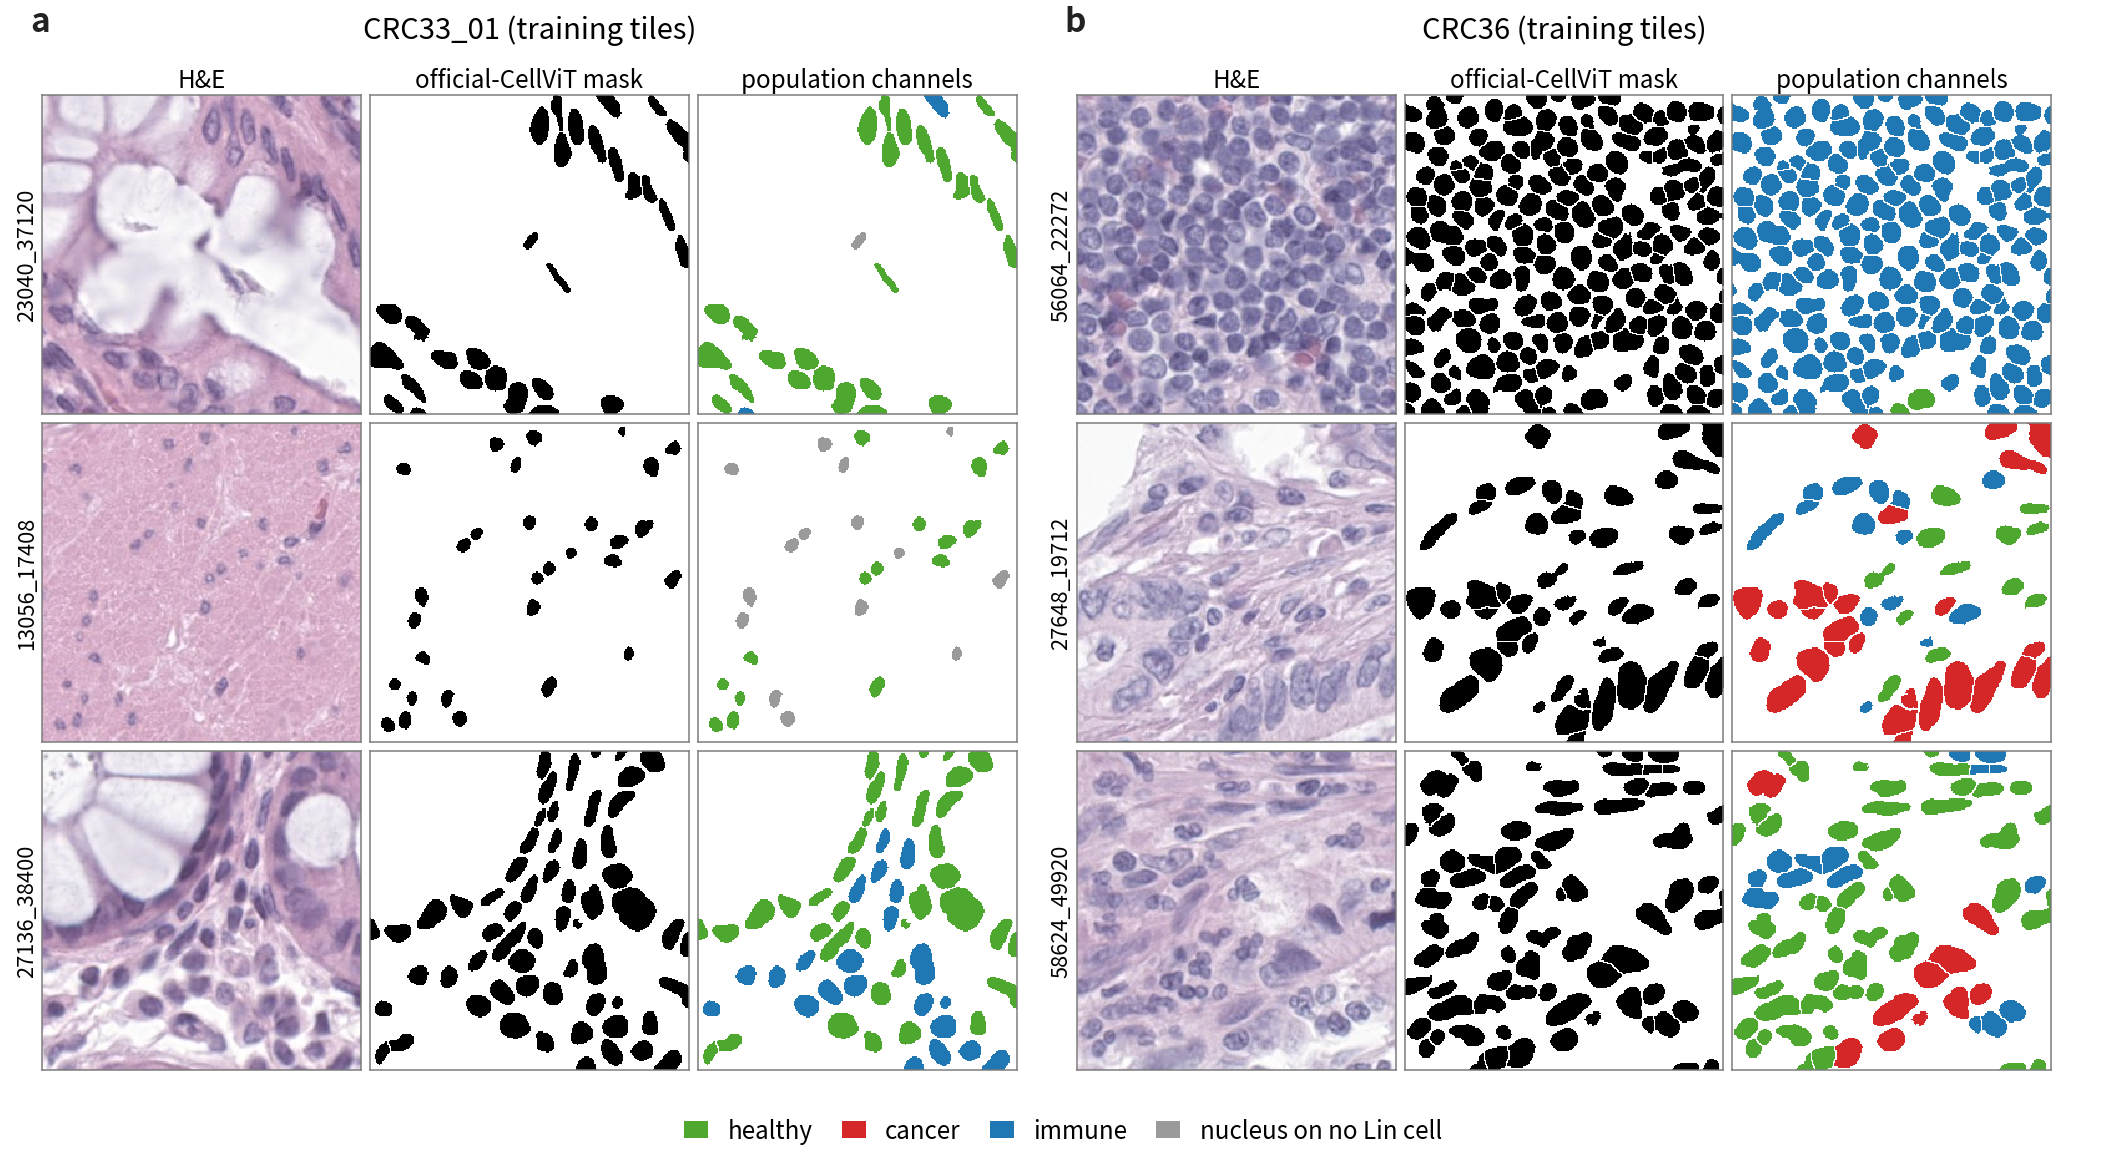 a
CRC33_01 (training tiles)
H&E
official-CellViT mask
population channels
23040_37120
13056_17408
27136_38400
b
CRC36 (training tiles)
H&E
official-CellViT mask
population channels
56064_22272
27648_19712
58624_49920
healthy
cancer
immune
nucleus on no Lin cell